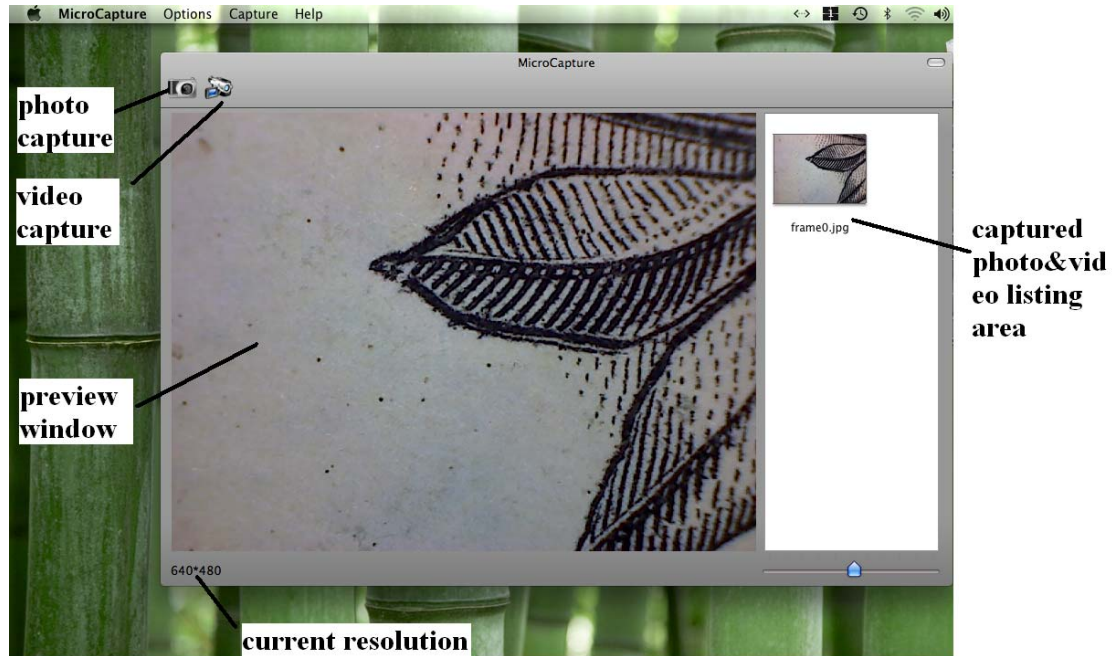 MicroCapture Options Capture Help
MicroCapture
photo
capture
video
capture
frame0.jpg
captured
photo&vid
eo listing
area
preview
window
640*480
current resolution